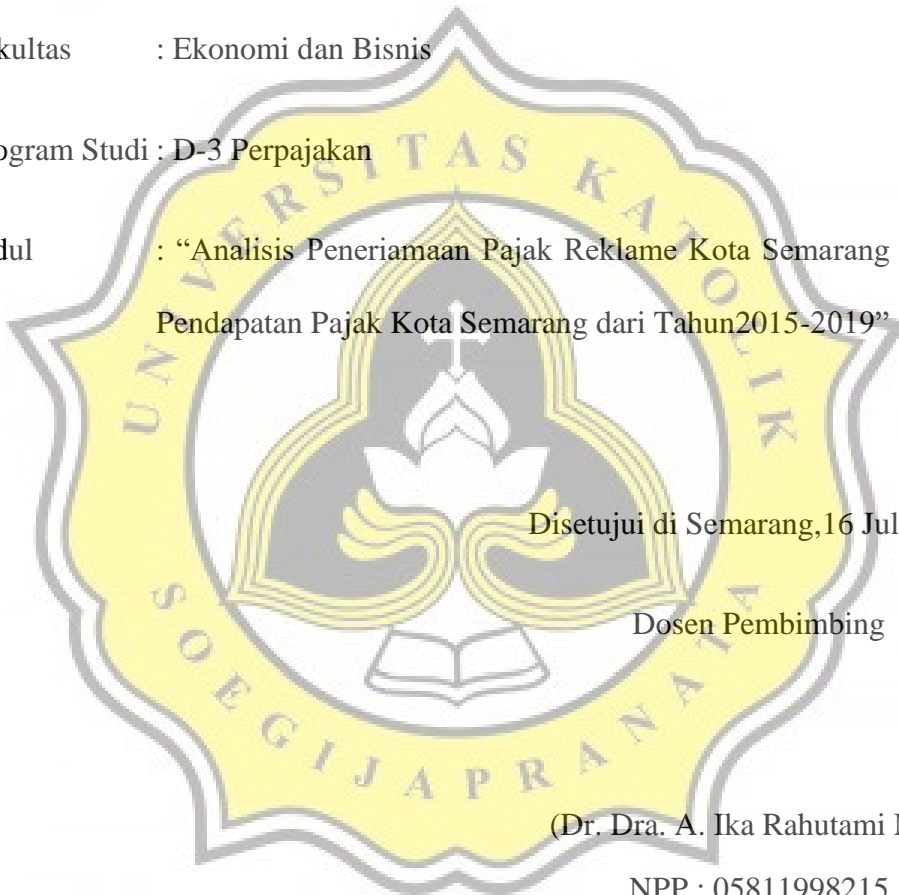 kultas : Ekonomi dan Bisnis
ogram Studi : D-3 Perpajakan
dul : “Analisis Peneriamaan Pajak Reklame Kota Semarang
Pendapatan Pajak Kota Semarang dari Tahun2015-2019”
Disetujui di Semarang,16 Jul
Dosen Pembimbing
(Dr. Dra. A. Ika Rahutami
NPP : 05811998215
UNIVERSITAS KATOLIK
SOEGIJAPRANATA